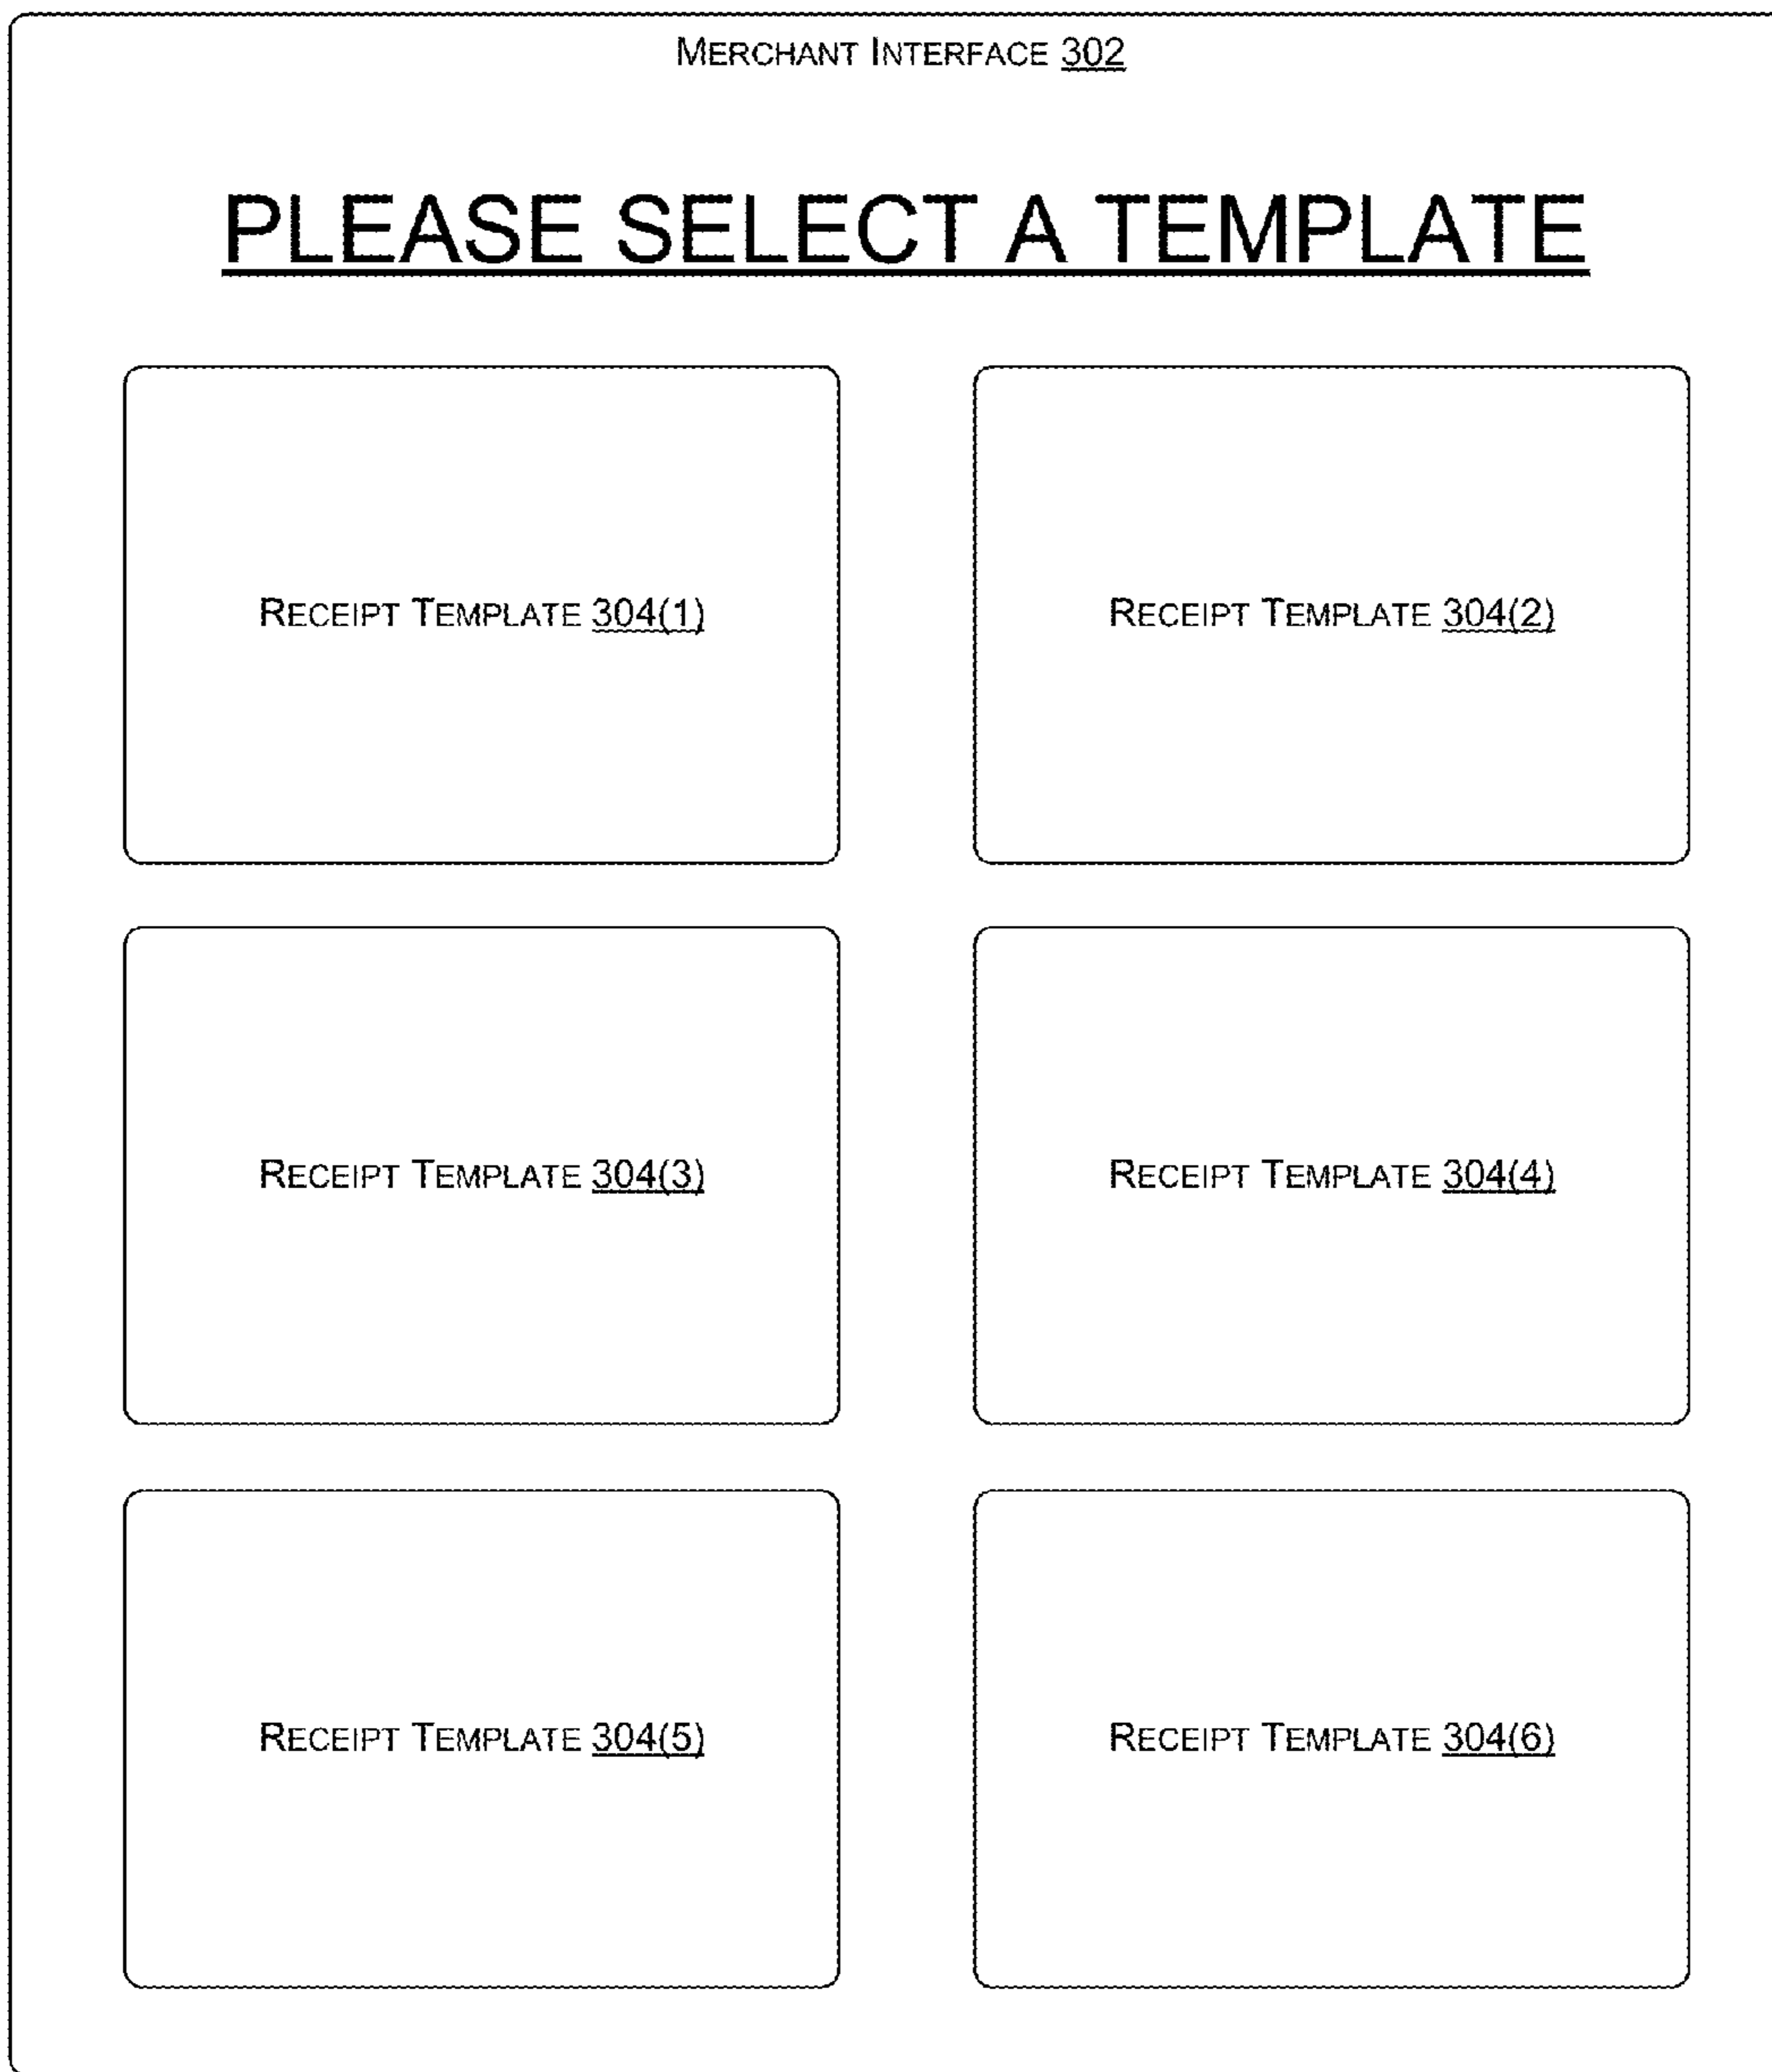 MERCHANT INTERFACE 302
PLEASE SELECT A TEMPLATE
RECEIPT TEMPLATE 304(1)
RECEIPT TEMPLATE 304(2)
RECEIPT TEMPLATE 304(3)
RECEIPT TEMPLATE 304(4)
RECEIPT TEMPLATE 304(5)
RECEIPT TEMPLATE 304(6)